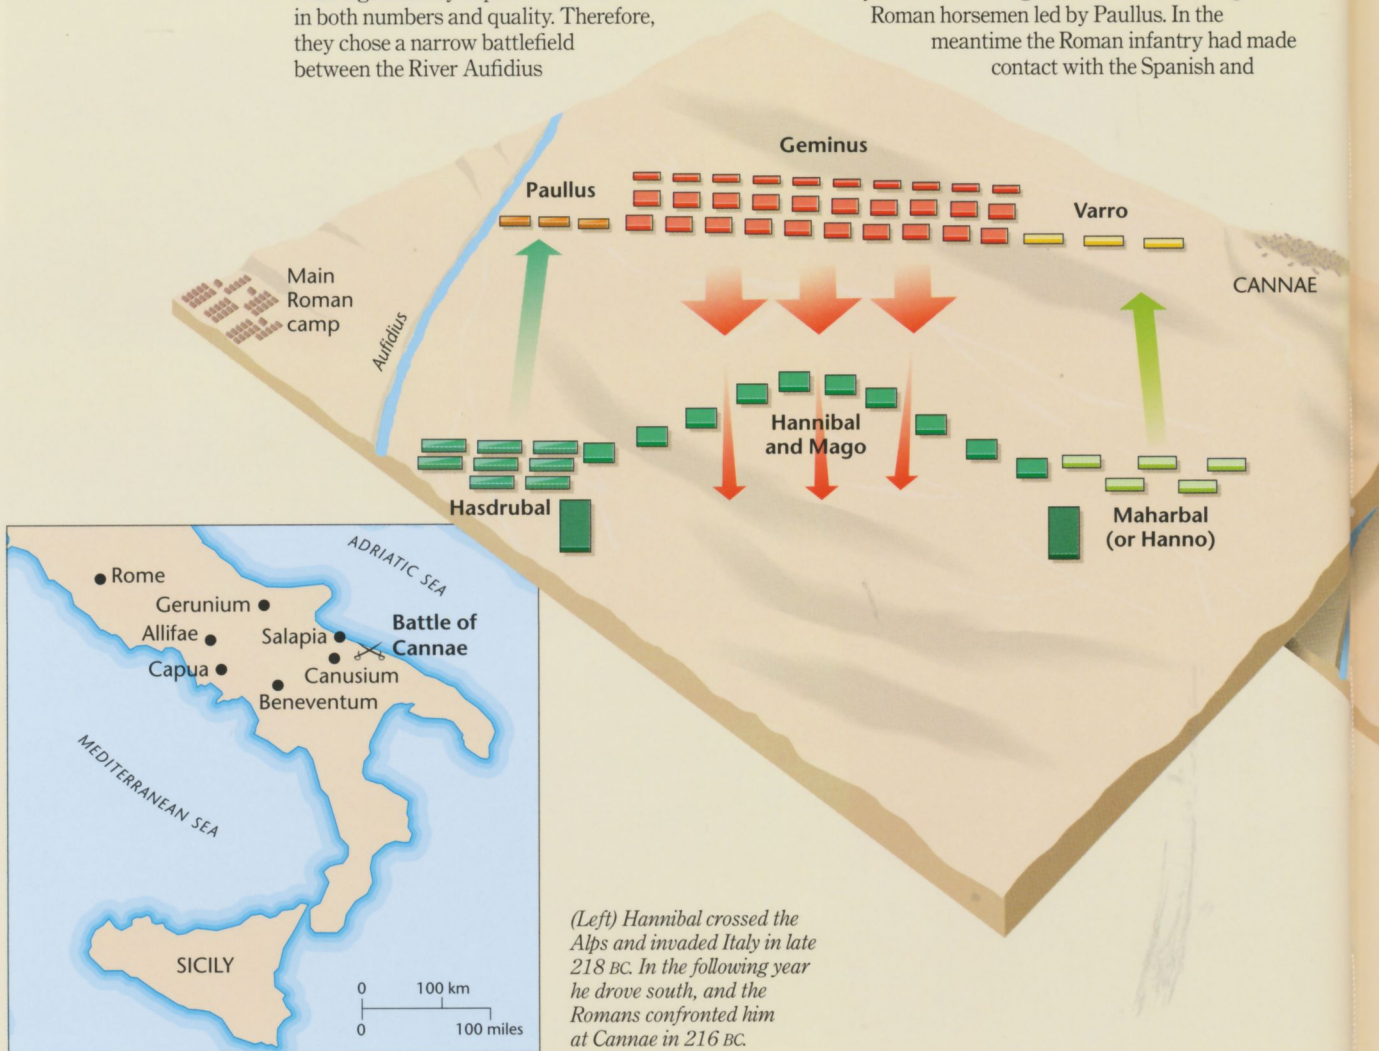 in both numbers and quality. Therefore,
they chose a narrow battlefield
between the River Aufidius
Roman horsemen led by Paullus. In the
meantime the Roman infantry had made
contact with the Spanish and
Geminus
Paullus
Varro
CANNAE
Main
Roman
camp
Aufidius
Hannibal
and Mago
Hasdrubal
Maharbal
(or Hanno)
ADRIATIC SEA
Rome
Gerunium
Allifae
Salapia
Battle of
Cannae
Capua
Canusium
Beneventum
MEDITERRANEAN SEA
SICILY
0 100 km
0 100 miles
(Left) Hannibal crossed the
Alps and invaded Italy in late
218 BC. In the following year
he drove south, and the
Romans confronted him
at Cannae in 216 BC.